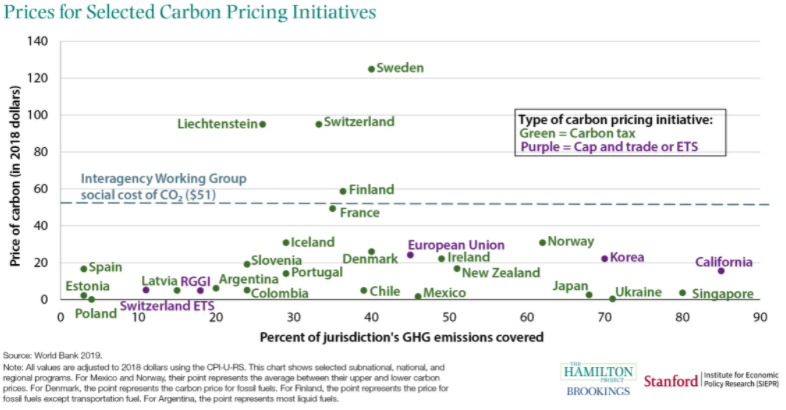 Prices for Selected Carbon Pricing Initiatives
Price of carbon (in 2018 dollars)
140
120
100
80
60
40
20
0
Sweden
Liechtenstein
Switzerland
Type of carbon pricing initiative:
Green = Carbon tax
Purple = Cap and trade or ETS
Interagency Working Group
social cost of CO₂ ($51)
Finland
France
Iceland
European Union
Norway
Denmark
Ireland
Korea
California
Spain
Slovenia
Portugal
New Zealand
Estonia
Latvia
RGGI
Argentina
Colombia
Chile
Mexico
Japan
Ukraine
Singapore
Poland
Switzerland ETS
0 10 20 30 40 50 60 70 80 90
Percent of jurisdiction's GHG emissions covered
Source: World Bank 2019.
Note: All values are adjusted to 2018 dollars using the CPI-U-RS. This chart shows selected subnational, national, and
regional programs. For Mexico and Norway, their point represents the average between their upper and lower carbon
prices. For Denmark, the point represents the carbon price for fossil fuels. For Finland, the point represents the price for
fossil fuels except transportation fuel. For Argentina, the point represents most liquid fuels.
THE
HAMILTON
PROJECT
BROOKINGS
Stanford
Institute for Economic
Policy Research (SIEPR)